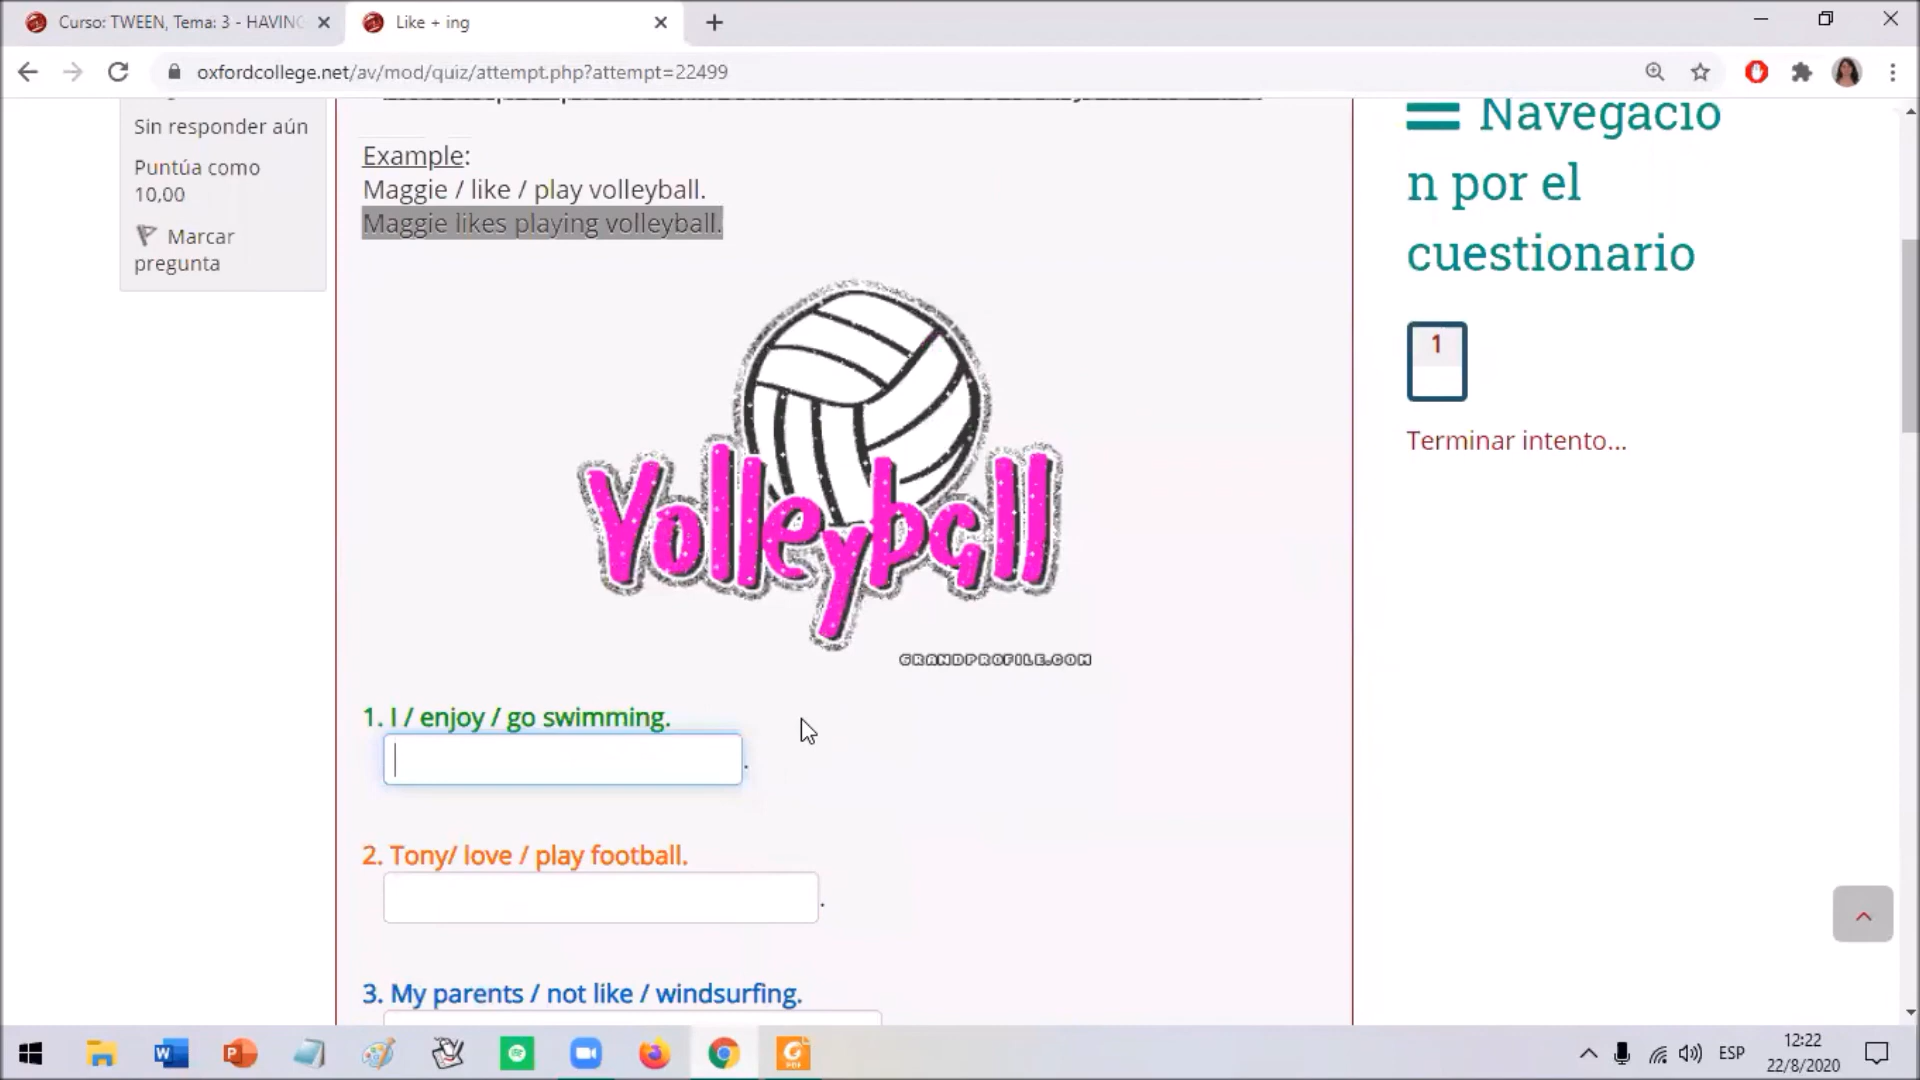 Curso: TWEEN, Tema: 3 - HAVING
Like + ing
oxfordcollege.net/av/mod/quiz/attempt.php?attempt=22499
Sin responder aún
Puntúa como
10,00
Marcar
pregunta
Example:
Maggie / like / play volleyball.
Maggie likes playing volleyball.
Volleyball
GRANDPROFILE.COM
1. I / enjoy / go swimming.
.
2. Tony/ love / play football.
.
3. My parents / not like / windsurfing.
Navegacio
n por el
cuestionario
1
Terminar intento...
ESP
12:22
22/8/2020